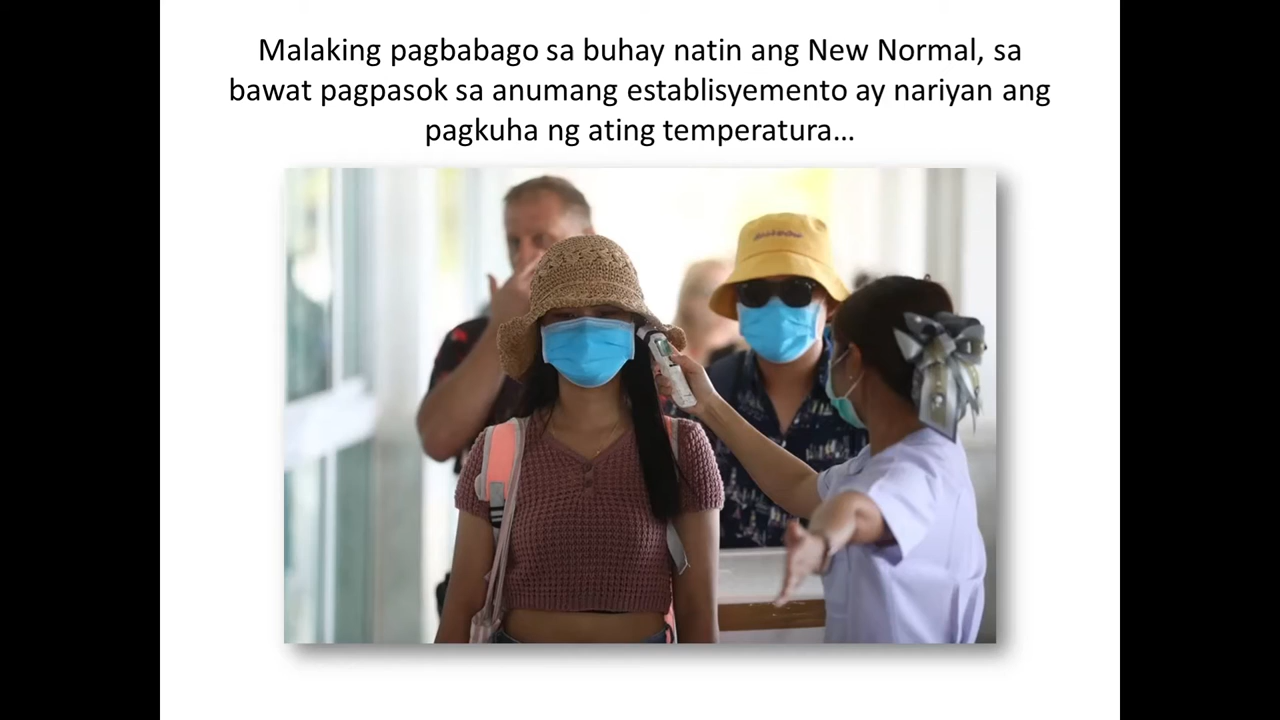 Malaking pagbabago sa buhay natin ang New Normal, sa
bawat pagpasok sa anumang establisyemento ay nariyan ang
pagkuha ng ating temperatura…